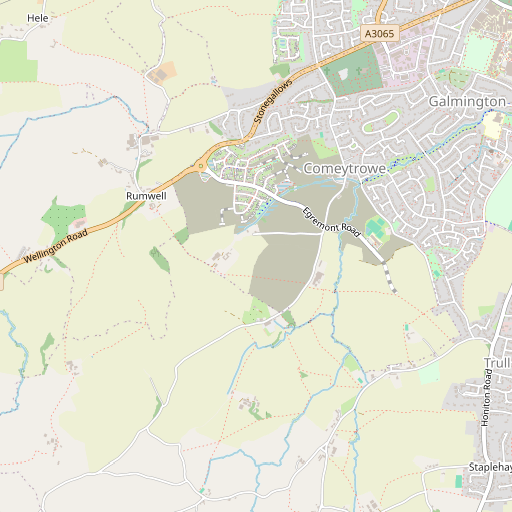 Hele
A3065
Stonegallows
Galmington
Comeytrowe
Rumwell
Egremont Road
Wellington Road
Trull
Honiton Road
Staplehay